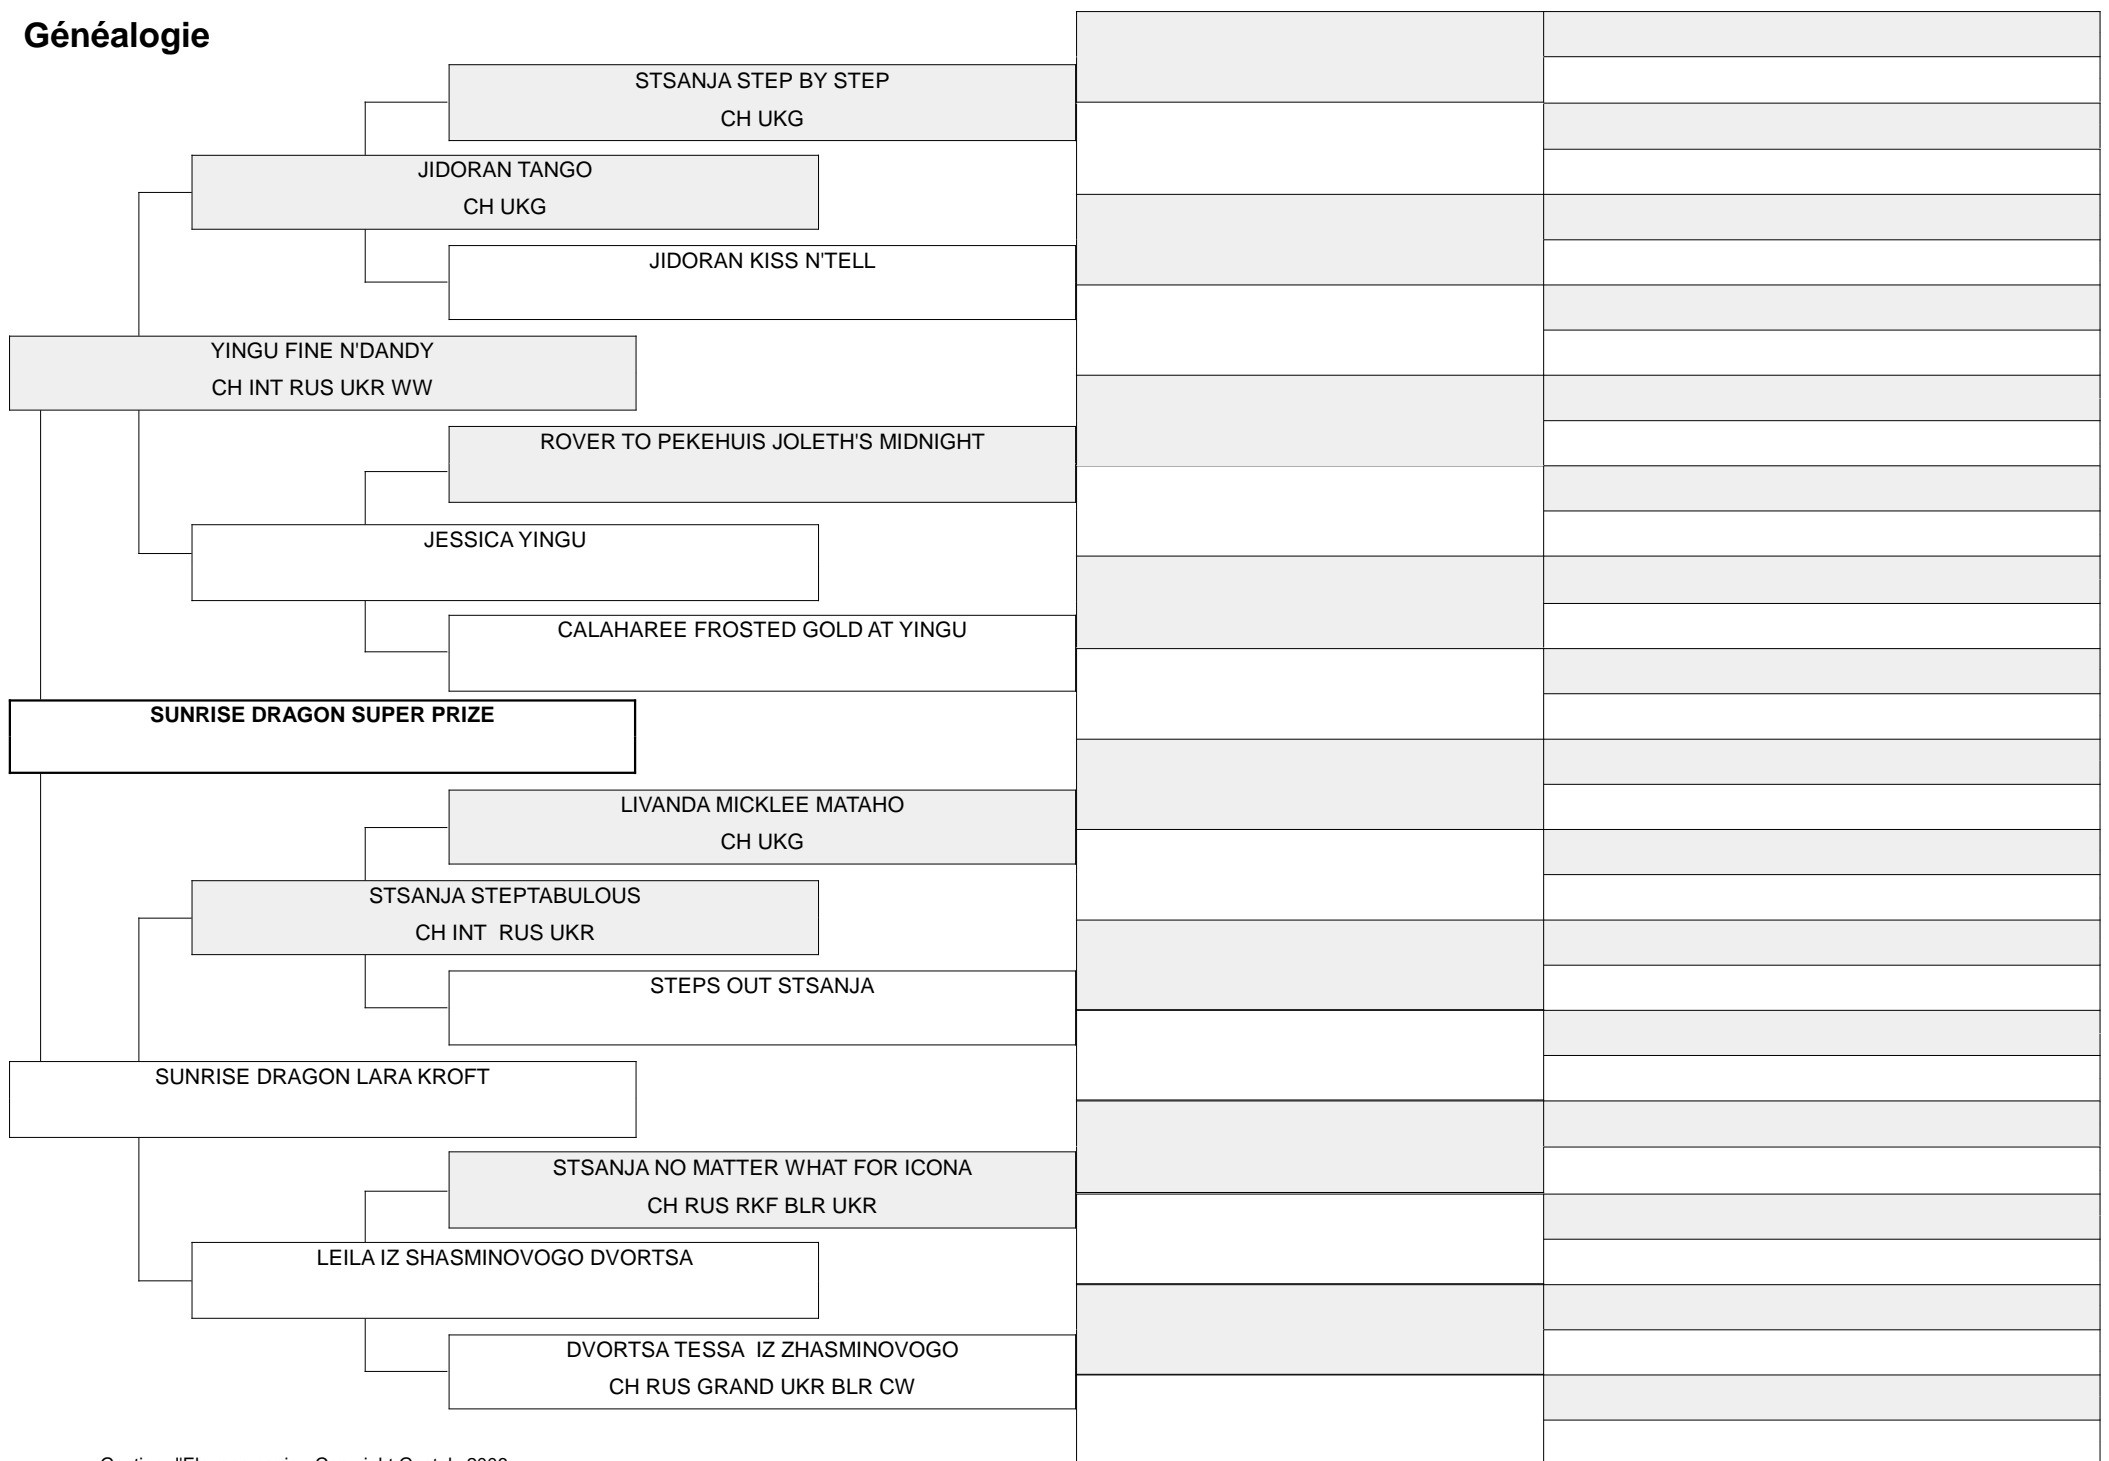 Généalogie
STSANJA STEP BY STEP
CH UKG
JIDORAN TANGO
CH UKG
JIDORAN KISS N'TELL
YINGU FINE N'DANDY
CH INT RUS UKR WW
ROVER TO PEKEHUIS JOLETH'S MIDNIGHT
JESSICA YINGU
CALAHAREE FROSTED GOLD AT YINGU
SUNRISE DRAGON SUPER PRIZE
LIVANDA MICKLEE MATAHO
CH UKG
STSANJA STEPTABULOUS
CH INT  RUS UKR
STEPS OUT STSANJA
SUNRISE DRAGON LARA KROFT
STSANJA NO MATTER WHAT FOR ICONA
CH RUS RKF BLR UKR
LEILA IZ SHASMINOVOGO DVORTSA
DVORTSA TESSA  IZ ZHASMINOVOGO
CH RUS GRAND UKR BLR CW